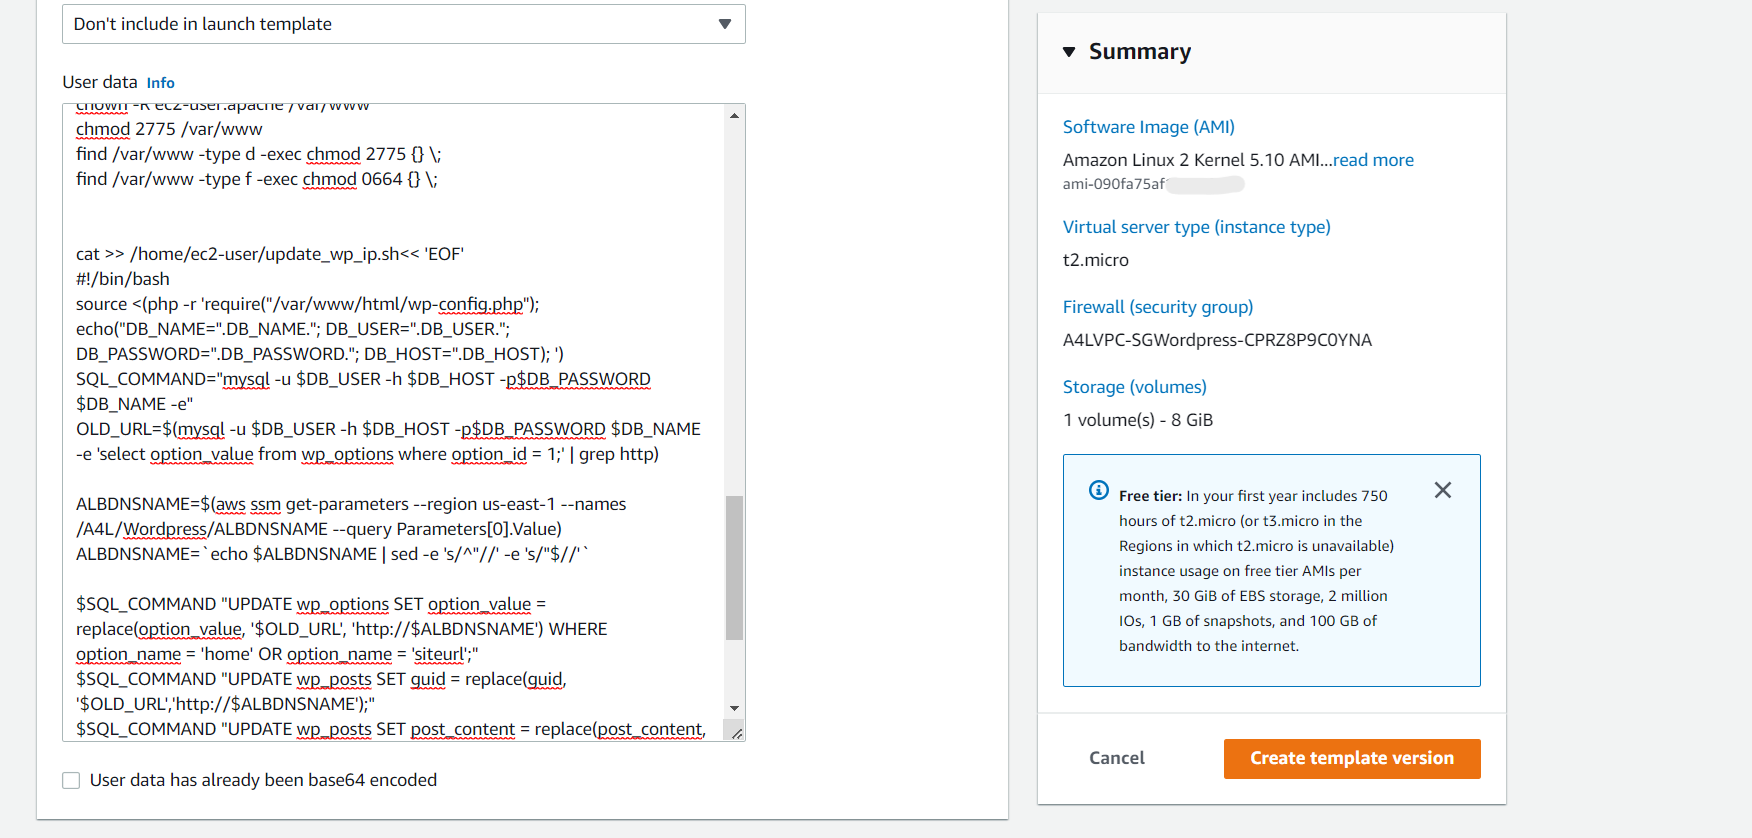 Don't include in launch template
User data Info
chown -R ec2-user:apache /var/www
chmod 2775 /var/www
find /var/www -type d -exec chmod 2775 {} \;
find /var/www -type f -exec chmod 0664 {} \;
cat >> /home/ec2-user/update_wp_ip.sh<< 'EOF'
#!/bin/bash
source <(php -r 'require("/var/www/html/wp-config.php");
echo("DB_NAME=".DB_NAME."; DB_USER=".DB_USER.";
DB_PASSWORD=".DB_PASSWORD."; DB_HOST=".DB_HOST); ')
SQL_COMMAND="mysql -u $DB_USER -h $DB_HOST -p$DB_PASSWORD
$DB_NAME -e"
OLD_URL=$(mysql -u $DB_USER -h $DB_HOST -p$DB_PASSWORD $DB_NAME
-e 'select option_value from wp_options where option_id = 1;' | grep http)
ALBDNSNAME=$(aws ssm get-parameters --region us-east-1 --names
/A4L/Wordpress/ALBDNSNAME --query Parameters[0].Value)
ALBDNSNAME=`echo $ALBDNSNAME | sed -e 's/^"//' -e 's/"$//'`
$SQL_COMMAND "UPDATE wp_options SET option_value =
replace(option_value, '$OLD_URL', 'http://$ALBDNSNAME') WHERE
option_name = 'home' OR option_name = 'siteurl';"
$SQL_COMMAND "UPDATE wp_posts SET guid = replace(guid,
'$OLD_URL','http://$ALBDNSNAME');"
$SQL_COMMAND "UPDATE wp_posts SET post_content = replace(post_content,
User data has already been base64 encoded
Summary
Software Image (AMI)
Amazon Linux 2 Kernel 5.10 AMI...read more
ami-090fa75af
Virtual server type (instance type)
t2.micro
Firewall (security group)
A4LVPC-SGWordpress-CPRZ8P9C0YNA
Storage (volumes)
1 volume(s) - 8 GiB
Free tier: In your first year includes 750
hours of t2.micro (or t3.micro in the
Regions in which t2.micro is unavailable)
instance usage on free tier AMIs per
month, 30 GiB of EBS storage, 2 million
IOs, 1 GB of snapshots, and 100 GB of
bandwidth to the internet.
Cancel
Create template version